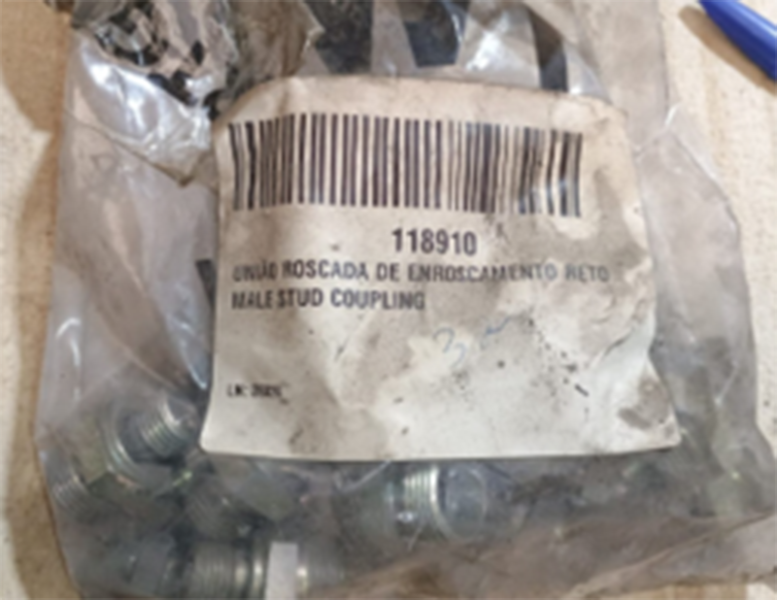 118910
UNIÃO ROSCADA DE ENROSCAMENTO RETO
MALE STUD COUPLING